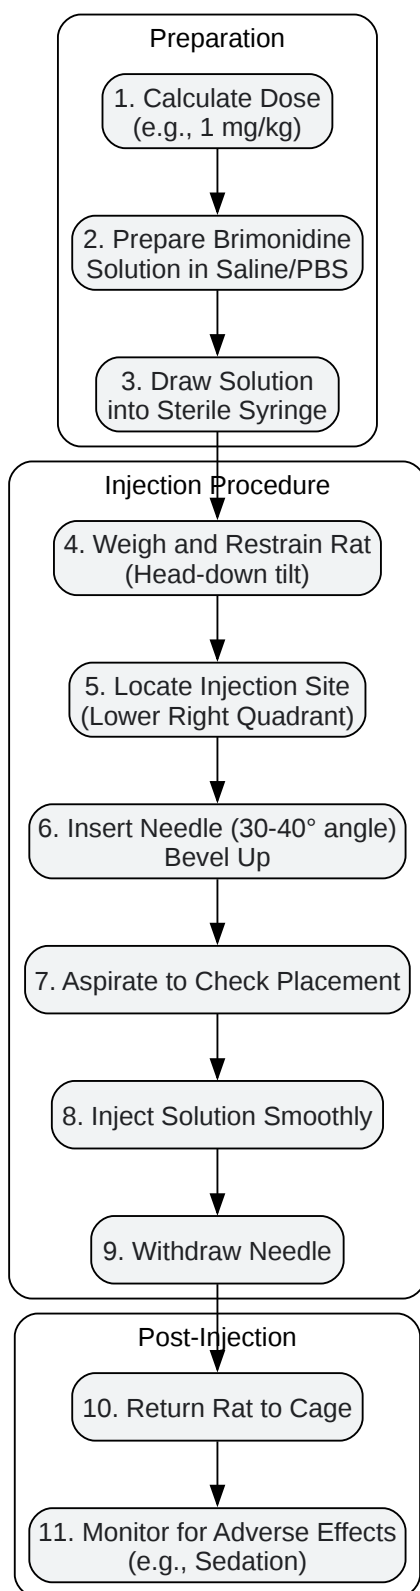 Preparation
1. Calculate Dose
(e.g., 1 mg/kg)
2. Prepare Brimonidine
Solution in Saline/PBS
3. Draw Solution
into Sterile Syringe
Injection Procedure
4. Weigh and Restrain Rat
(Head-down tilt)
5. Locate Injection Site
(Lower Right Quadrant)
6. Insert Needle (30-40° angle)
Bevel Up
7. Aspirate to Check Placement
8. Inject Solution Smoothly
9. Withdraw Needle
Post-Injection
10. Return Rat to Cage
11. Monitor for Adverse Effects
(e.g., Sedation)